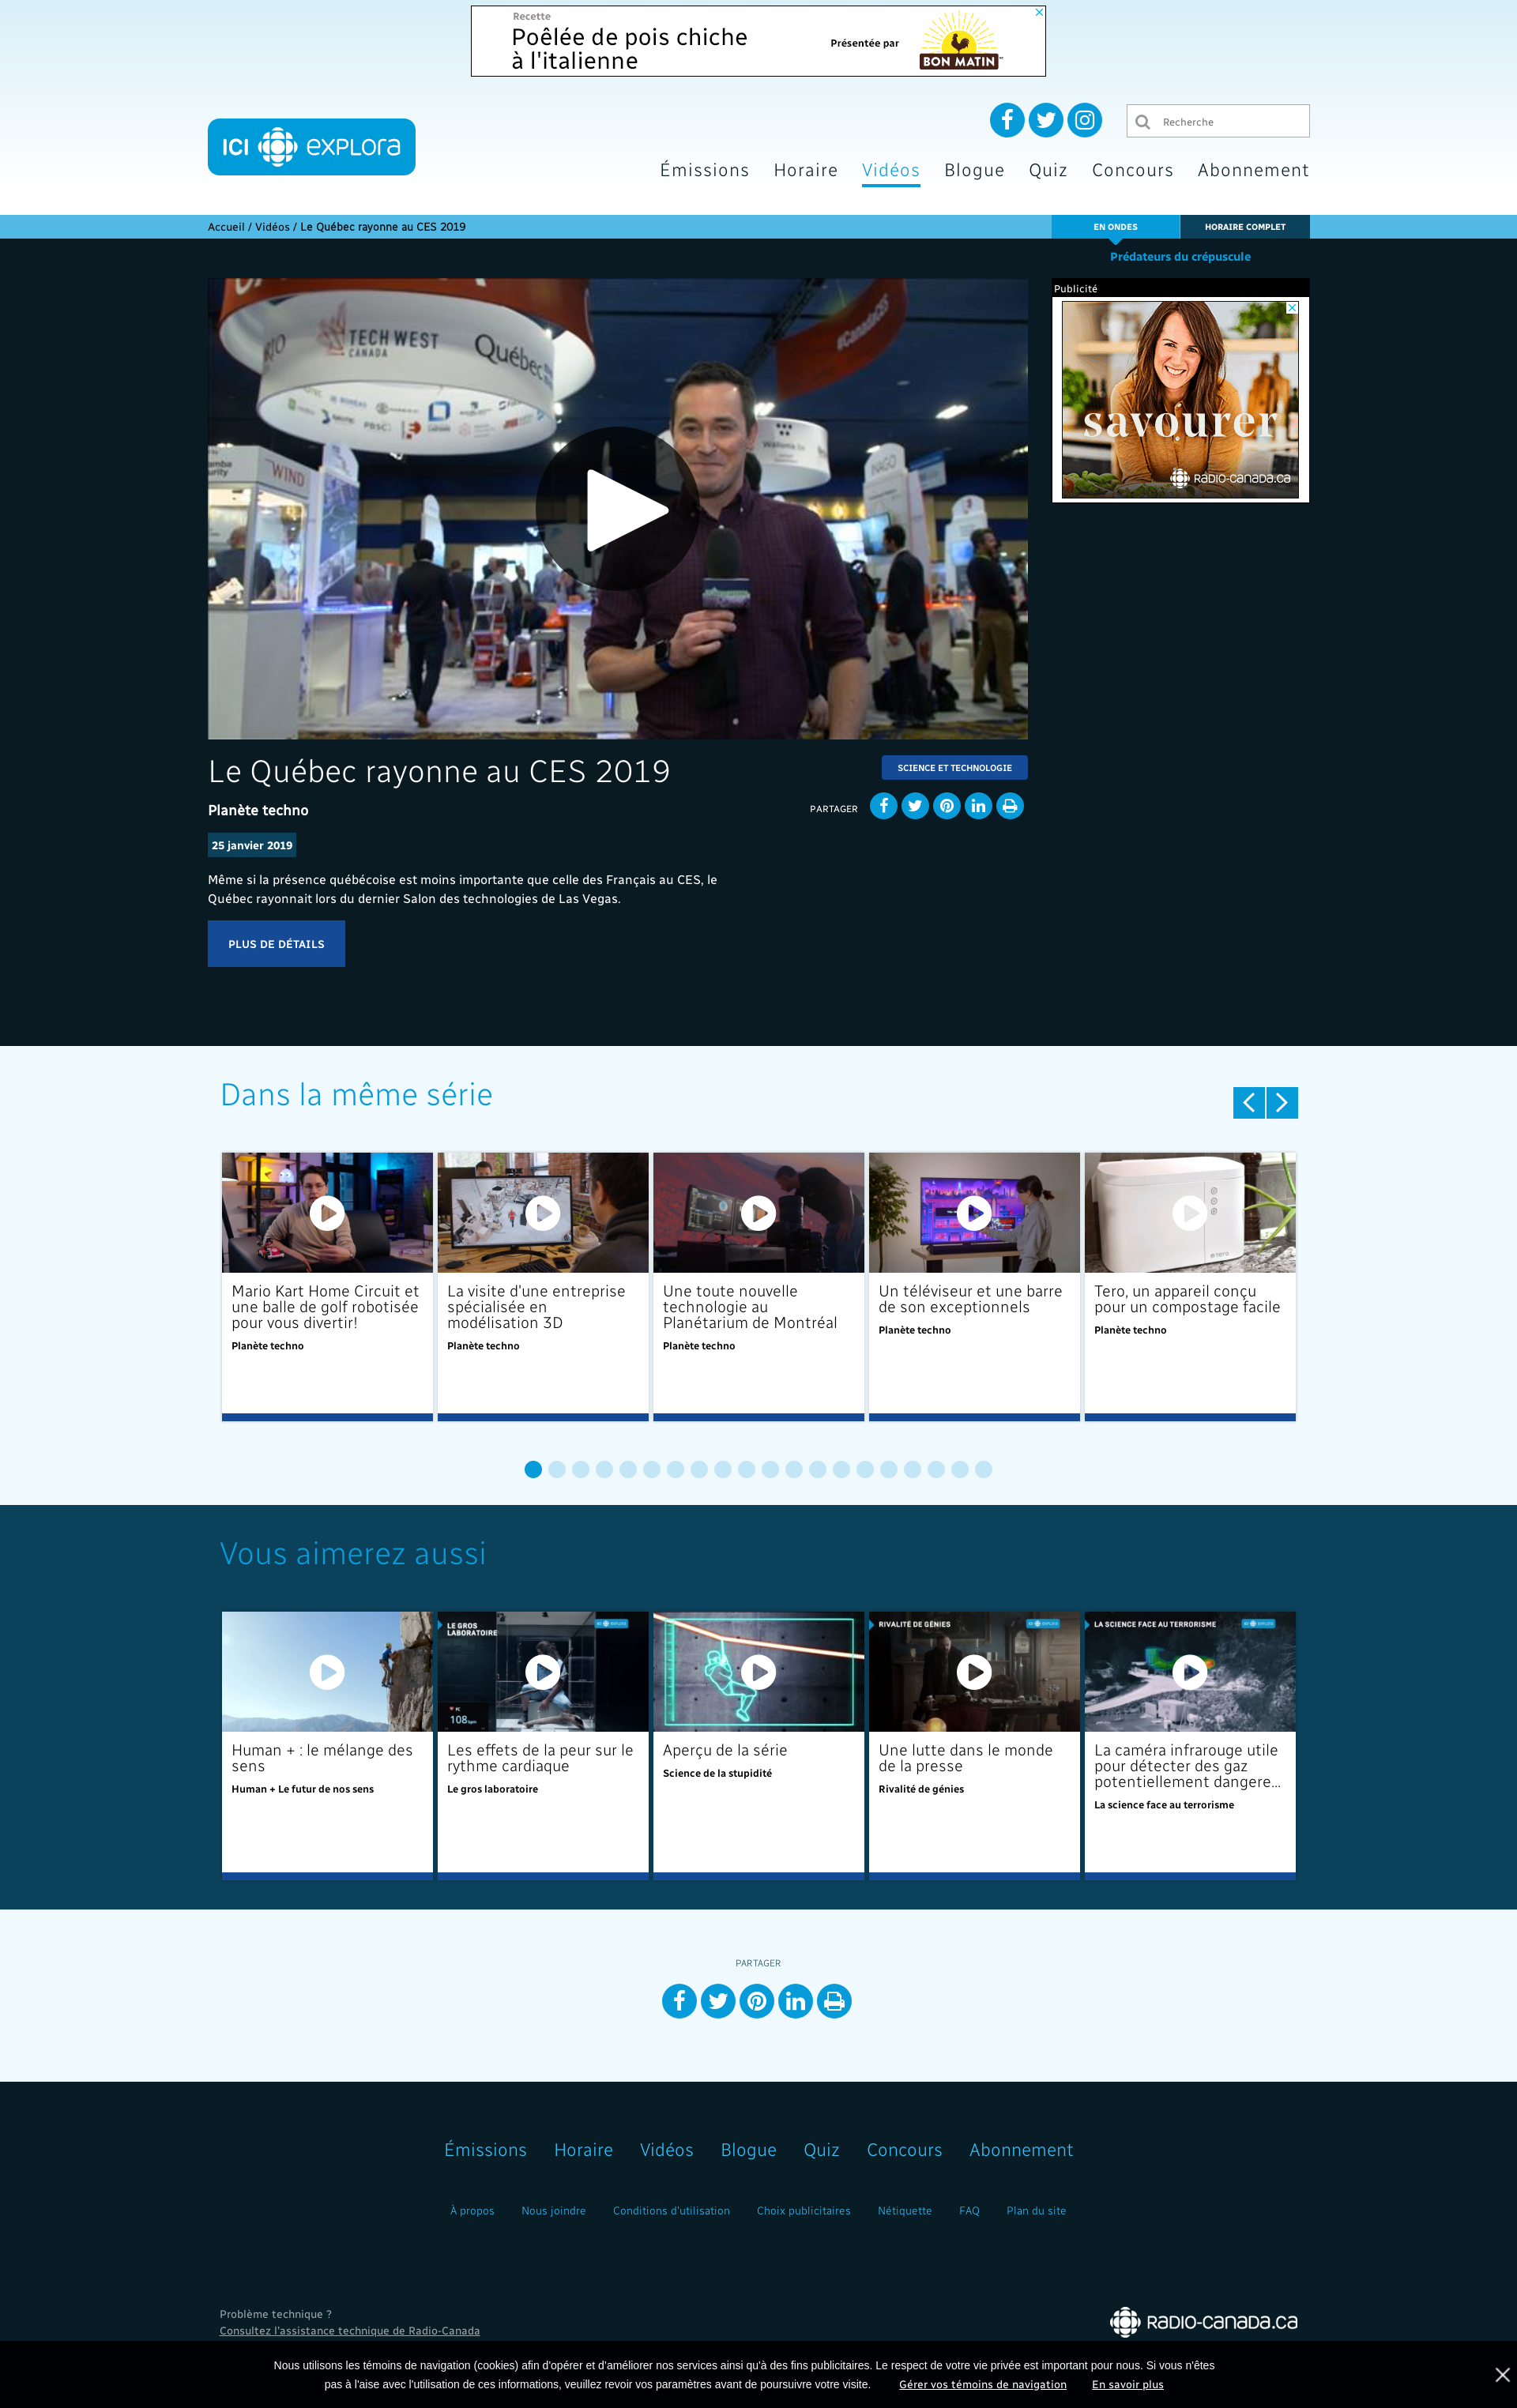 Recette
Poêlée de pois chiche
à l'italienne
Présentée par
BON MATIN
ICI explora
Recherche
Émissions Horaire Vidéos Blogue Quiz Concours Abonnement
Accueil / Vidéos / Le Québec rayonne au CES 2019
EN ONDES
HORAIRE COMPLET
Prédateurs du crépuscule
Publicité
savourer
RADIO-CANADA.CA
TECH WEST
CANADA
Québec
#CanadaCES
WIND
Le Québec rayonne au CES 2019
SCIENCE ET TECHNOLOGIE
Planète techno
PARTAGER
25 janvier 2019
Même si la présence québécoise est moins importante que celle des Français au CES, le
Québec rayonnait lors du dernier Salon des technologies de Las Vegas.
PLUS DE DÉTAILS
Dans la même série
Mario Kart Home Circuit et
une balle de golf robotisée
pour vous divertir!
Planète techno
La visite d'une entreprise
spécialisée en
modélisation 3D
Planète techno
Une toute nouvelle
technologie au
Planétarium de Montréal
Planète techno
Un téléviseur et une barre
de son exceptionnels
Planète techno
tero
Tero, un appareil conçu
pour un compostage facile
Planète techno
Vous aimerez aussi
Human + : le mélange des
sens
Human + Le futur de nos sens
LE GROS
LABORATOIRE
108 bpm
Les effets de la peur sur le
rythme cardiaque
Le gros laboratoire
Aperçu de la série
Science de la stupidité
RIVALITÉ DE GÉNIES
Une lutte dans le monde
de la presse
Rivalité de génies
LA SCIENCE FACE AU TERRORISME
La caméra infrarouge utile
pour détecter des gaz
potentiellement dangere...
La science face au terrorisme
PARTAGER
Émissions Horaire Vidéos Blogue Quiz Concours Abonnement
À propos Nous joindre Conditions d'utilisation Choix publicitaires Nétiquette FAQ Plan du site
Problème technique ?
Consultez l'assistance technique de Radio-Canada
RADIO-CANADA.CA
Nous utilisons les témoins de navigation (cookies) afin d'opérer et d'améliorer nos services ainsi qu'à des fins publicitaires. Le respect de votre vie privée est important pour nous. Si vous n'êtes
pas à l'aise avec l'utilisation de ces informations, veuillez revoir vos paramètres avant de poursuivre votre visite. Gérer vos témoins de navigation En savoir plus